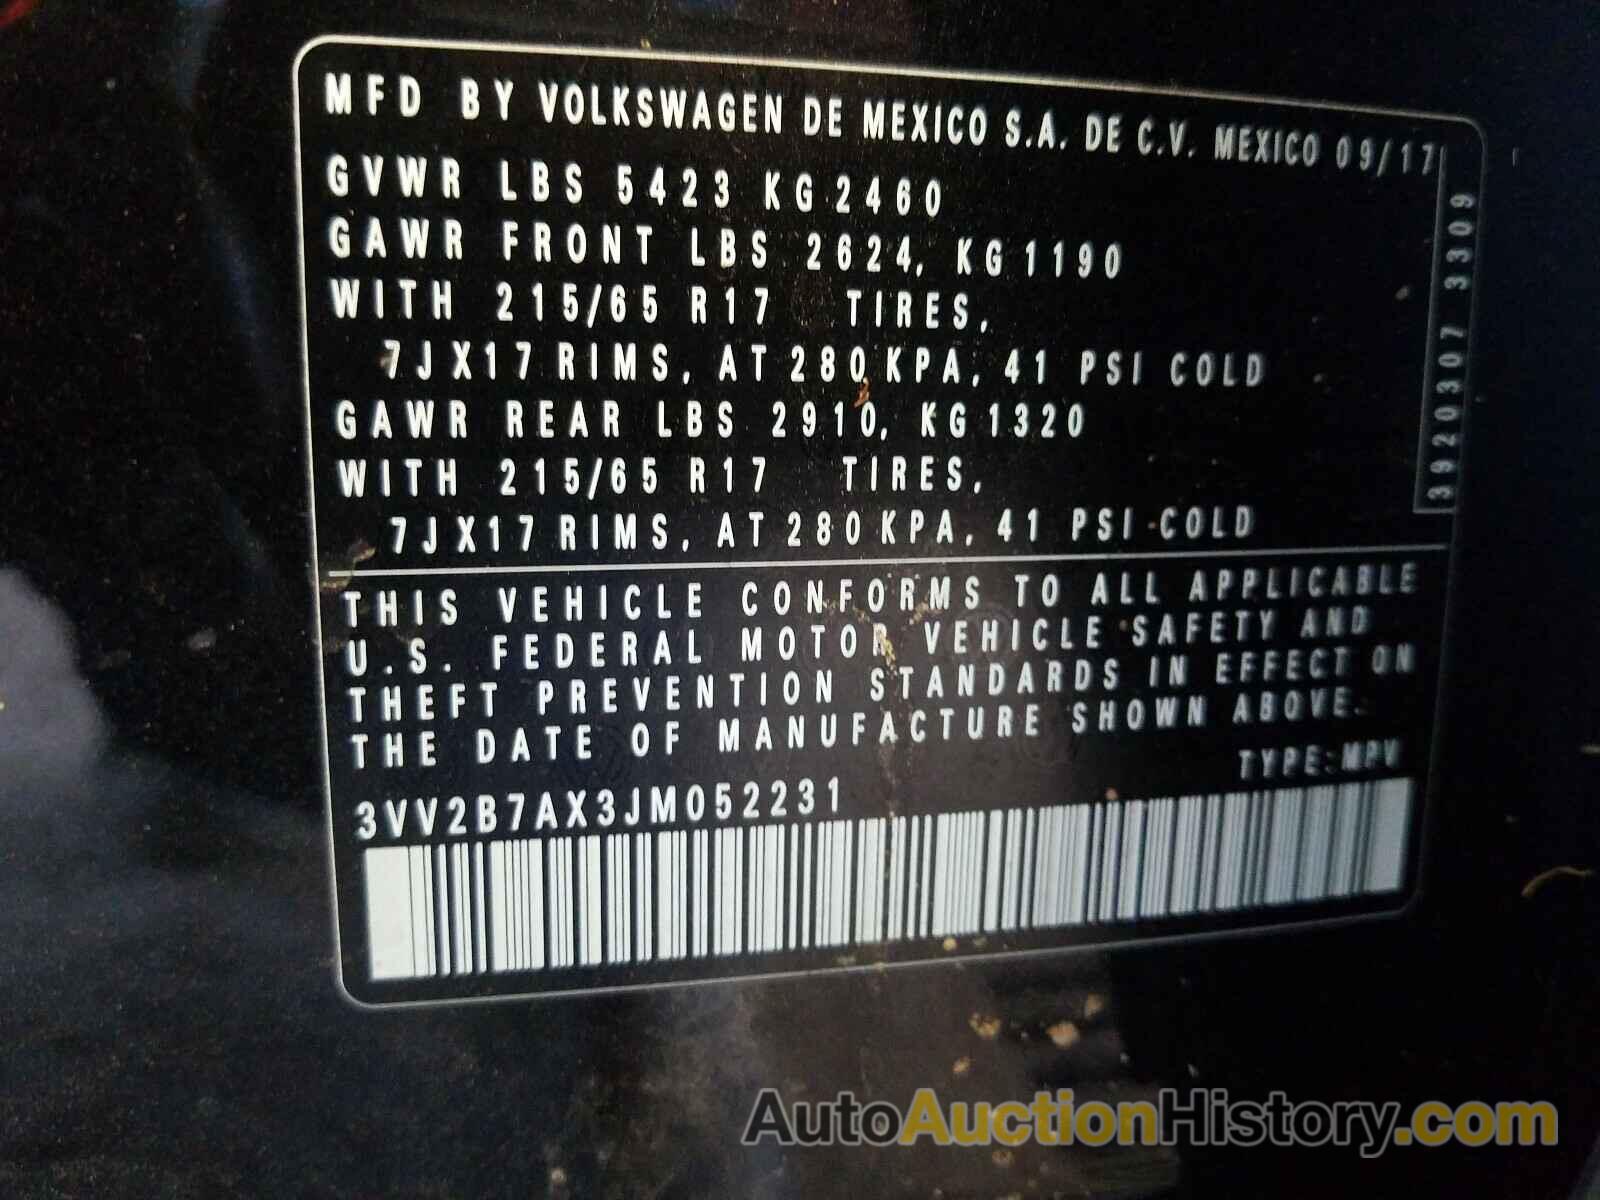 MFD BY VOLKSWAGEN DE MEXICO S.A. DE C.V. MEXICO 09/17
GVWR LBS 5423 KG 2460
GAWR FRONT LBS 2624, KG 1190
WITH 215/65 R17 TIRES,
7JX17 RIMS, AT 280 KPA, 41 PSI COLD
GAWR REAR LBS 2910, KG 1320
WITH 215/65 R17 TIRES,
7JX17 RIMS, AT 280 KPA, 41 PSI COLD
THIS VEHICLE CONFORMS TO ALL APPLICABLE
U.S. FEDERAL MOTOR VEHICLE SAFETY AND
THEFT PREVENTION STANDARDS IN EFFECT ON
THE DATE OF MANUFACTURE SHOWN ABOVE.
TYPE: MPV
3VV2B7AX3JM052231
3920307 3309
AutoAuctionHistory.com